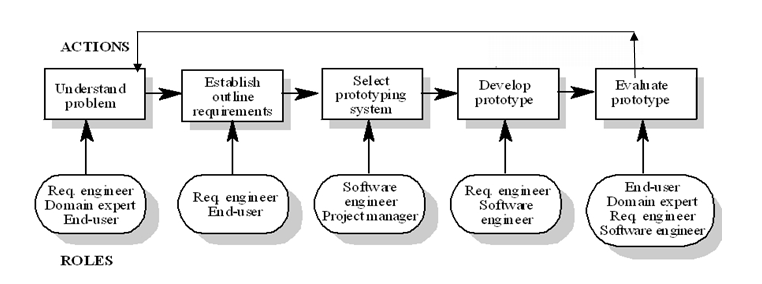 ACTIONS
Understand
problem
Establish
outline
requirements
Select
prototyping
system
Develop
prototype
Evaluate
prototype
Req. engineer
Domain expert
End-user
Req. engineer
End-user
Software
engineer
Project manager
Req. engineer
Software
engineer
End-user
Domain expert
Req. engineer
Software engineer
ROLES